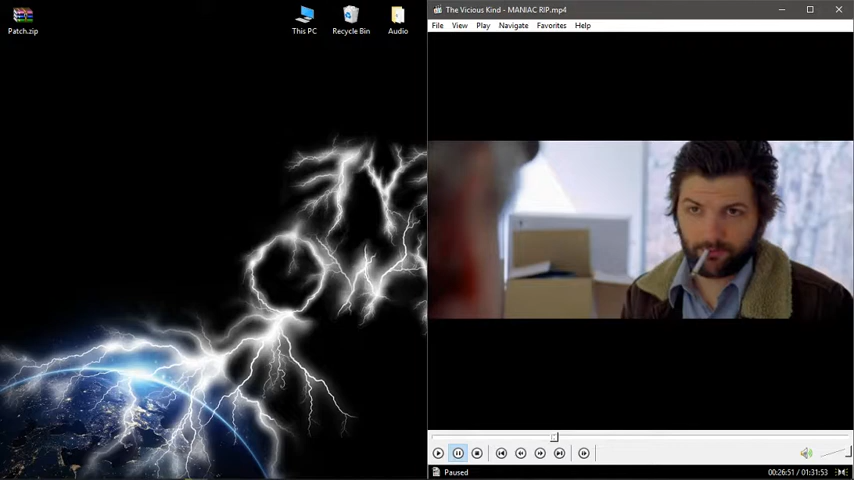 Patch.zip
This PC
Recycle Bin
Audio
The Vicious Kind - MANIAC RIP.mp4
File
View
Play
Navigate
Favorites
Help
Paused
00:26:51 / 01:31:53